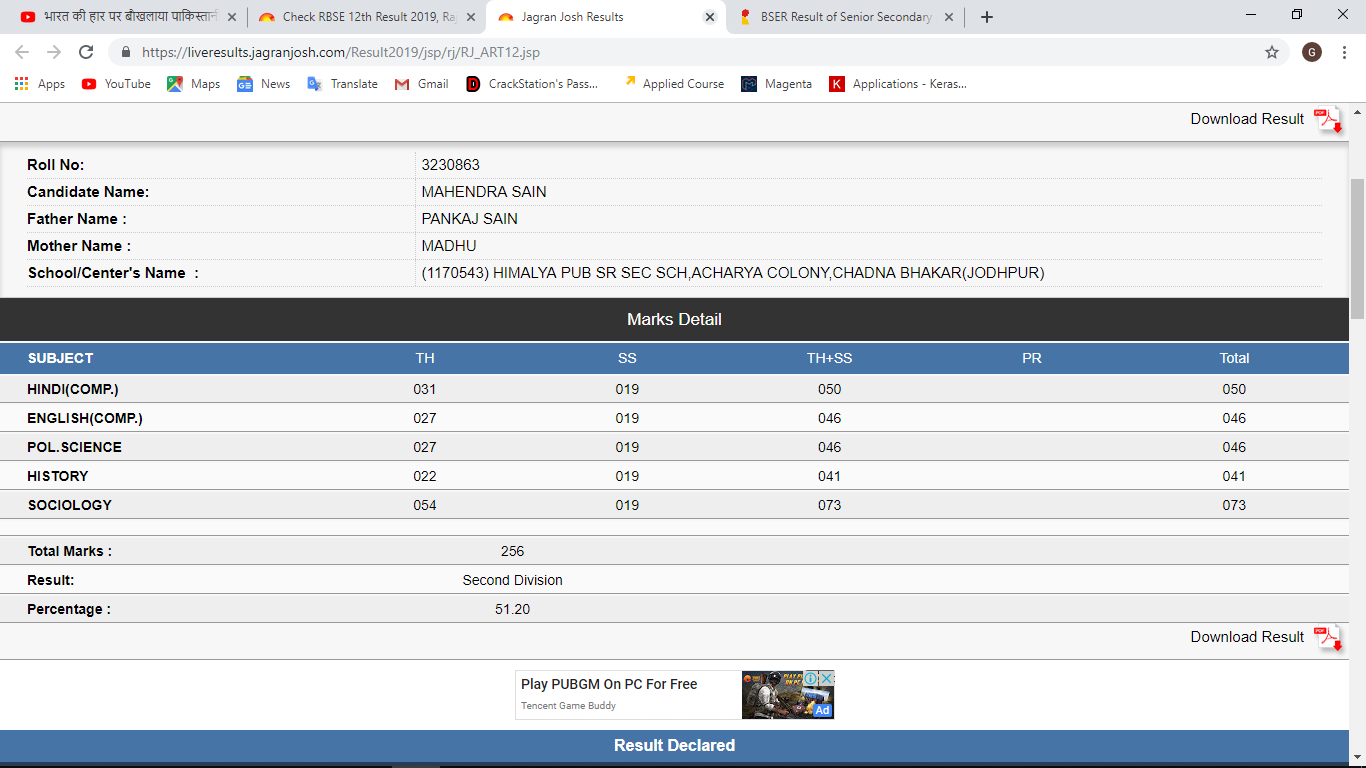 भारत की हार पर बौखलाया पाकिस्तानी
Check RBSE 12th Result 2019, Raj
Jagran Josh Results
BSER Result of Senior Secondary
https://liveresults.jagranjosh.com/Result2019/jsp/rj/RJ_ART12.jsp
G
Apps YouTube Maps News Translate Gmail CrackStation's Pass... Applied Course Magenta Applications - Keras...
Download Result
Roll No: 3230863
Candidate Name: MAHENDRA SAIN
Father Name : PANKAJ SAIN
Mother Name : MADHU
School/Center's Name : (1170543) HIMALYA PUB SR SEC SCH,ACHARYA COLONY,CHADNA BHAKAR(JODHPUR)
Marks Detail
SUBJECT TH SS TH+SS PR Total
HINDI(COMP.) 031 019 050 050
ENGLISH(COMP.) 027 019 046 046
POL.SCIENCE 027 019 046 046
HISTORY 022 019 041 041
SOCIOLOGY 054 019 073 073
Total Marks : 256
Result: Second Division
Percentage : 51.20
Download Result
Play PUBGM On PC For Free
Tencent Game Buddy
Ad
Result Declared